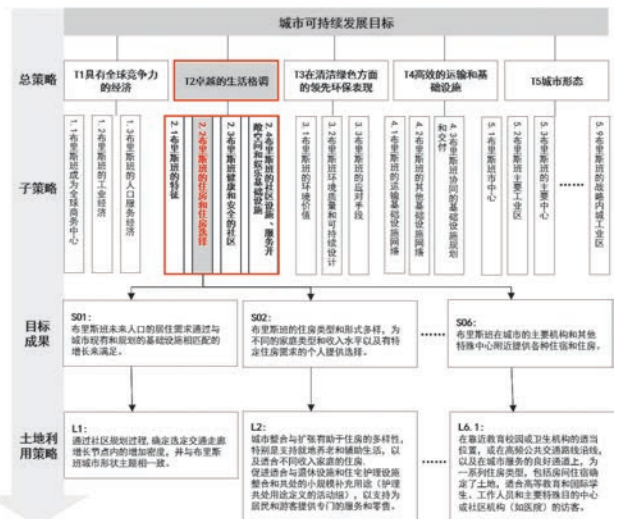 城市可持续发展目标
总策略
T1具有全球竞争力
的经济
T2卓越的生活格调
T3在清洁绿色方面
的领先环保表现
T4高效的运输和基
础设施
T5城市形态
子策略
1.1布里斯班成为全球商务中心
1.2布里斯班的工业经济
1.3布里斯班的人口服务经济
2.1布里斯班的特征
2.2布里斯班的住房和住房选择
2.3布里斯班健康和安全的社区
2.4布里斯班的社区设施、服务开
敞空间和娱乐基础设施
3.1布里斯班的环境价值
3.2布里斯班环境质量和可持续设计
3.3布里斯班的应对手段
4.1布里斯班的运输基础设施网络
4.2布里斯班的其他基础设施网络
4.3布里斯班协同的基础设施规划
和交付
5.1布里斯班市中心
5.2布里斯班主要工业区
5.3布里斯班的主要中心
……
5.9布里斯班的战略内城工业区
目标
成果
S01:
布里斯班未来人口的居住需求通过与
城市现有和规划的基础设施相匹配的
增长来满足。
S02:
布里斯班的住房类型和形式多样，为
不同的家庭类型和收入水平以及有特
定住房需求的个人提供选择。
……
S06:
布里斯班在城市的主要机构和其他
特殊中心附近提供各种住宿和住房。
土地利
用策略
L1:
通过社区规划过程，确定选定交通走廊
增长节点内的增加密度，并与布里斯
班城市形状主题相一致。
L2:
城市整合与扩张有助于住房的多样性，
特别是支持就地养老和辅助生活，以
及适合不同收入家庭的住房。
促进适合与退休设施和住宅护理设施
整合和共处的小规模补充用途（护理
共处用途定义的活动组），以支持为
居民和游客提供专门的服务和零售。
……
L6.1:
在靠近教育校园或卫生机构的适当
位置，或在高频公共交通路线沿线，
以及在城市服务的良好通道上，为
一系列住房类型，包括房间住宿确
定了土地，适合高等教育和国际学
生、工作人员和主要特殊目的中心
或社区机构（如医院）的访客。